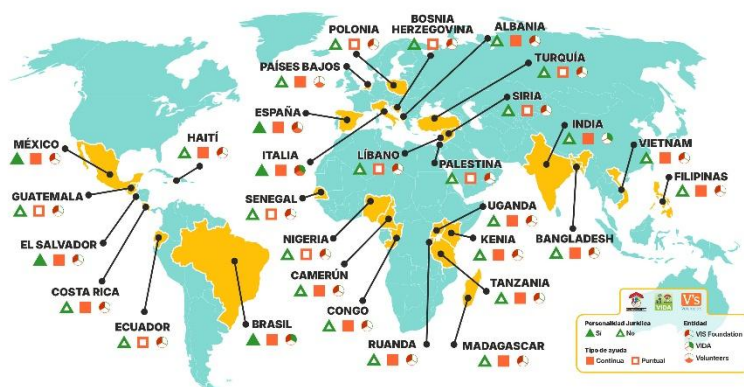 POLONIA
BOSNIA
HERZEGOVINA
ALBANIA
PAÍSES BAJOS
TURQUÍA
SIRIA
ESPAÑA
INDIA
MÉXICO
HAITÍ
ITALIA
LÍBANO
PALESTINA
VIETNAM
GUATEMALA
SENEGAL
FILIPINAS
EL SALVADOR
NIGERIA
UGANDA
KENIA
BANGLADESH
CAMERÚN
COSTA RICA
CONGO
TANZANIA
ECUADOR
BRASIL
RUANDA
MADAGASCAR
VIDA
V's
Personalidad Jurídica
Sí
No
Tipo de ayuda
Continua
Puntual
Entidad
VIS Foundation
VIDA
Volunteers